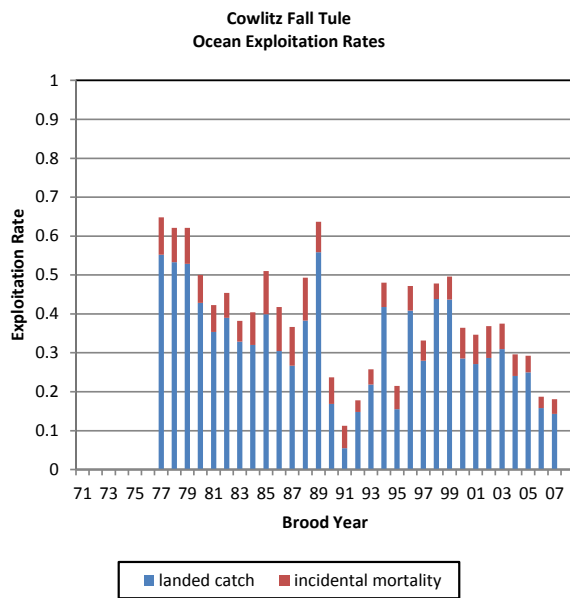 Cowlitz Fall Tule
Ocean Exploitation Rates
1
0.9
0.8
0.7
0.6
0.5
0.4
0.3
0.2
0.1
0
Exploitation Rate
71 73 75 77 79 81 83 85 87 89 91 93 95 97 99 01 03 05 07
Brood Year
landed catch incidental mortality